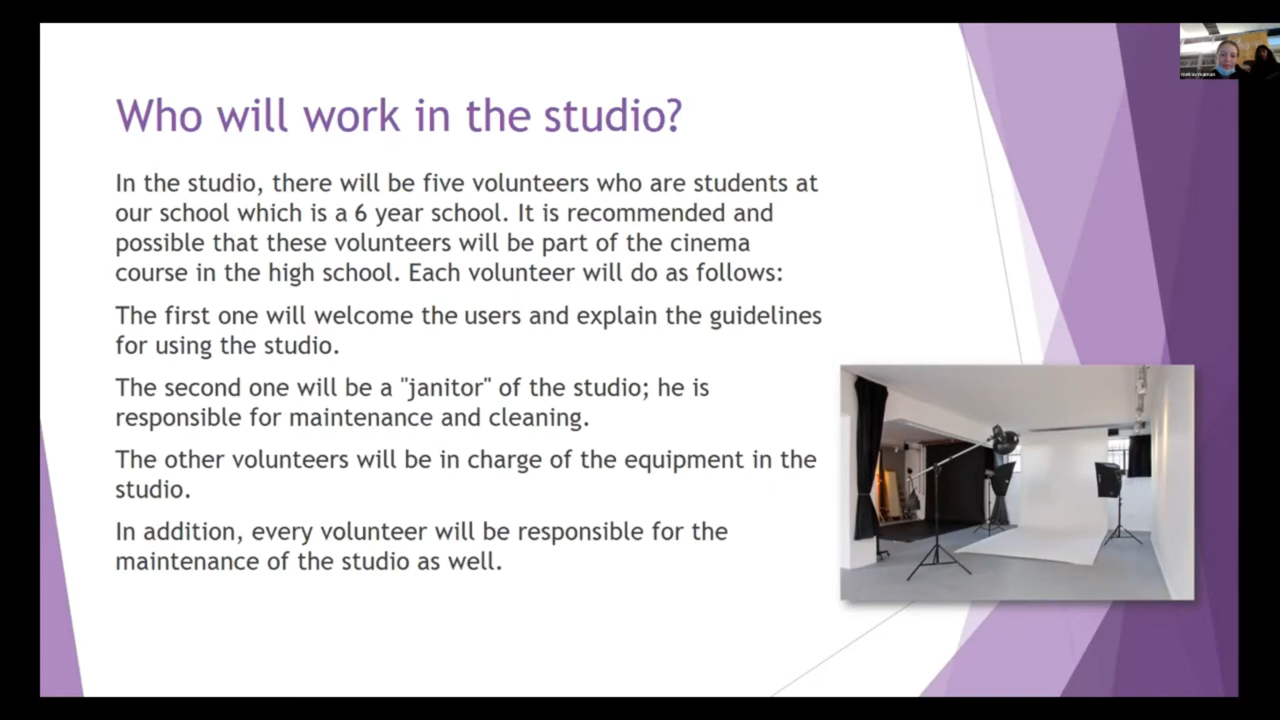 Who will work in the studio?
In the studio, there will be five volunteers who are students at
our school which is a 6 year school. It is recommended and
possible that these volunteers will be part of the cinema
course in the high school. Each volunteer will do as follows:
The first one will welcome the users and explain the guidelines
for using the studio.
The second one will be a "janitor" of the studio; he is
responsible for maintenance and cleaning.
The other volunteers will be in charge of the equipment in the
studio.
In addition, every volunteer will be responsible for the
maintenance of the studio as well.